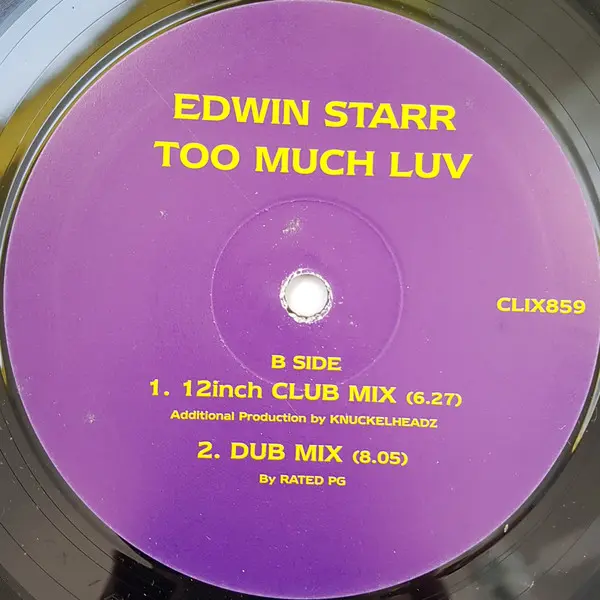 EDWIN STARR
TOO MUCH LUV
CLIX859
B SIDE
1. 12inch CLUB MIX (6.27)
Additional Production by KNUCKELHEADZ
2. DUB MIX (8.05)
By RATED PG